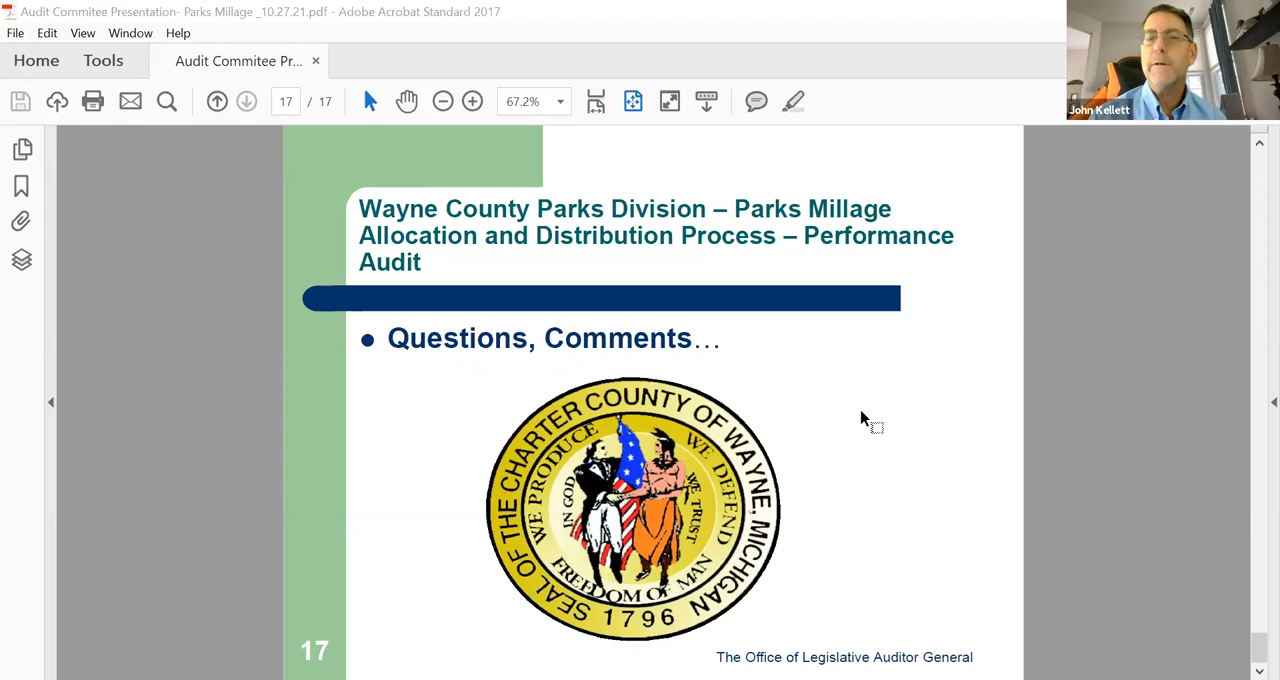 Audit Commitee Presentation- Parks Millage _10.27.21.pdf - Adobe Acrobat Standard 2017
File Edit View Window Help
Home Tools Audit Commitee Pr... ×
17 / 17 67.2%
John Kellett
Wayne County Parks Division – Parks Millage
Allocation and Distribution Process – Performance
Audit
● Questions, Comments…
SEAL OF THE CHARTER COUNTY OF WAYNE, MICHIGAN
WE PRODUCE
WE DEFEND
IN GOD
WE TRUST
FREEDOM OF MAN
1796
17
The Office of Legislative Auditor General